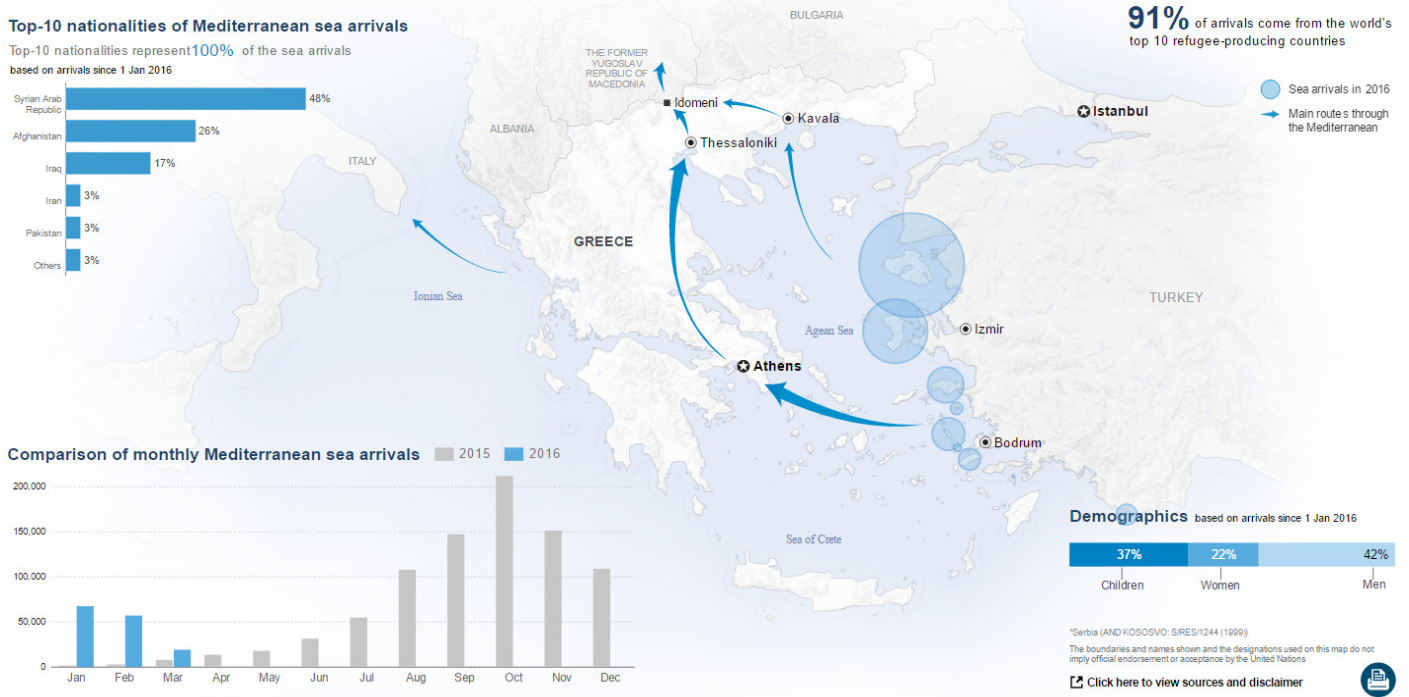 Top-10 nationalities of Mediterranean sea arrivals
Top-10 nationalities represent100% of the sea arrivals
based on arrivals since 1 Jan 2016
Syrian Arab
Republic
48%
Afghanistan
26%
Iraq
17%
Iran
3%
Pakistan
3%
Others
3%
91% of arrivals come from the world's
top 10 refugee-producing countries
Sea arrivals in 2016
Main routes through
the Mediterranean
BULGARIA
THE FORMER
YUGOSLAV
REPUBLIC OF
MACEDONIA
Idomeni
Kavala
Istanbul
ALBANIA
Thessaloniki
ITALY
GREECE
Ionian Sea
TURKEY
Agean Sea
Izmir
Athens
Bodrum
Sea of Crete
Comparison of monthly Mediterranean sea arrivals 2015 2016
200,000
150,000
100,000
50,000
0
Jan Feb Mar Apr May Jun Jul Aug Sep Oct Nov Dec
Demographics based on arrivals since 1 Jan 2016
37% 22% 42%
Children Women Men
*Serbia (AND KOSOSVO: S/RES/1244 (1999))
The boundaries and names shown and the designations used on this map do not
imply official endorsement or acceptance by the United Nations
Click here to view sources and disclaimer